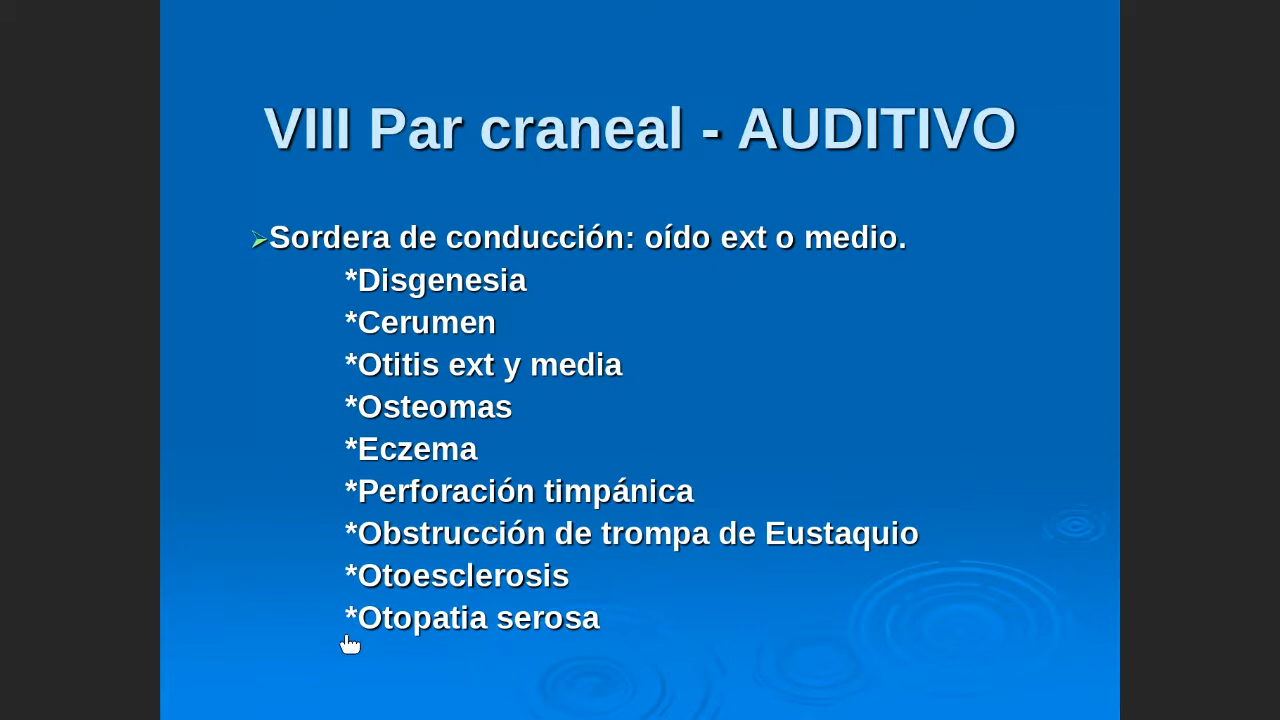 VIII Par craneal - AUDITIVO
Sordera de conducción: oído ext o medio.
*Disgenesia
*Cerumen
*Otitis ext y media
*Osteomas
*Eczema
*Perforación timpánica
*Obstrucción de trompa de Eustaquio
*Otoesclerosis
*Otopatia serosa